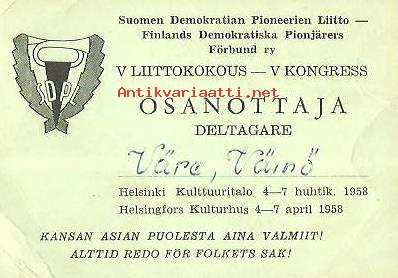 Suomen Demokratian Pioneerien Liitto —
Finlands Demokratiska Pionjärers
Förbund ry
V LIITTOKOKOUS — V KONGRESS
Antikvariaatti.net
SDPL
OSANOTTAJA
DELTAGARE
Väre, Väinö
Helsinki Kulttuuritalo 4—7 huhtik. 1958
Helsingfors Kulturhus 4—7 april 1958
KANSAN ASIAN PUOLESTA AINA VALMIIT!
ALLTID REDO FÖR FOLKETS SAK!